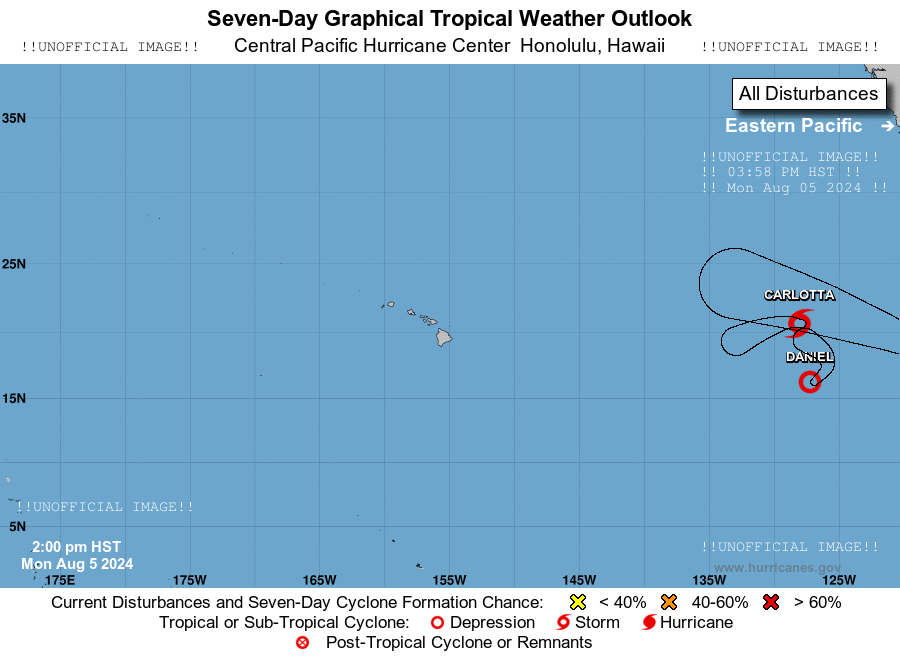 Seven-Day Graphical Tropical Weather Outlook
!!UNOFFICIAL IMAGE!! Central Pacific Hurricane Center Honolulu, Hawaii !!UNOFFICIAL IMAGE!!
All Disturbances
35N
Eastern Pacific →
!!UNOFFICIAL IMAGE!!
!! 03:58 PM HST !!
!! Mon Aug 05 2024 !!
25N
CARLOTTA
DANIEL
15N
!!UNOFFICIAL IMAGE!!
5N
2:00 pm HST
Mon Aug 5 2024
!!UNOFFICIAL IMAGE!!
www.hurricanes.gov
175E 175W 165W 155W 145W 135W 125W
Current Disturbances and Seven-Day Cyclone Formation Chance: < 40% 40-60% > 60%
Tropical or Sub-Tropical Cyclone: Depression Storm Hurricane
Post-Tropical Cyclone or Remnants